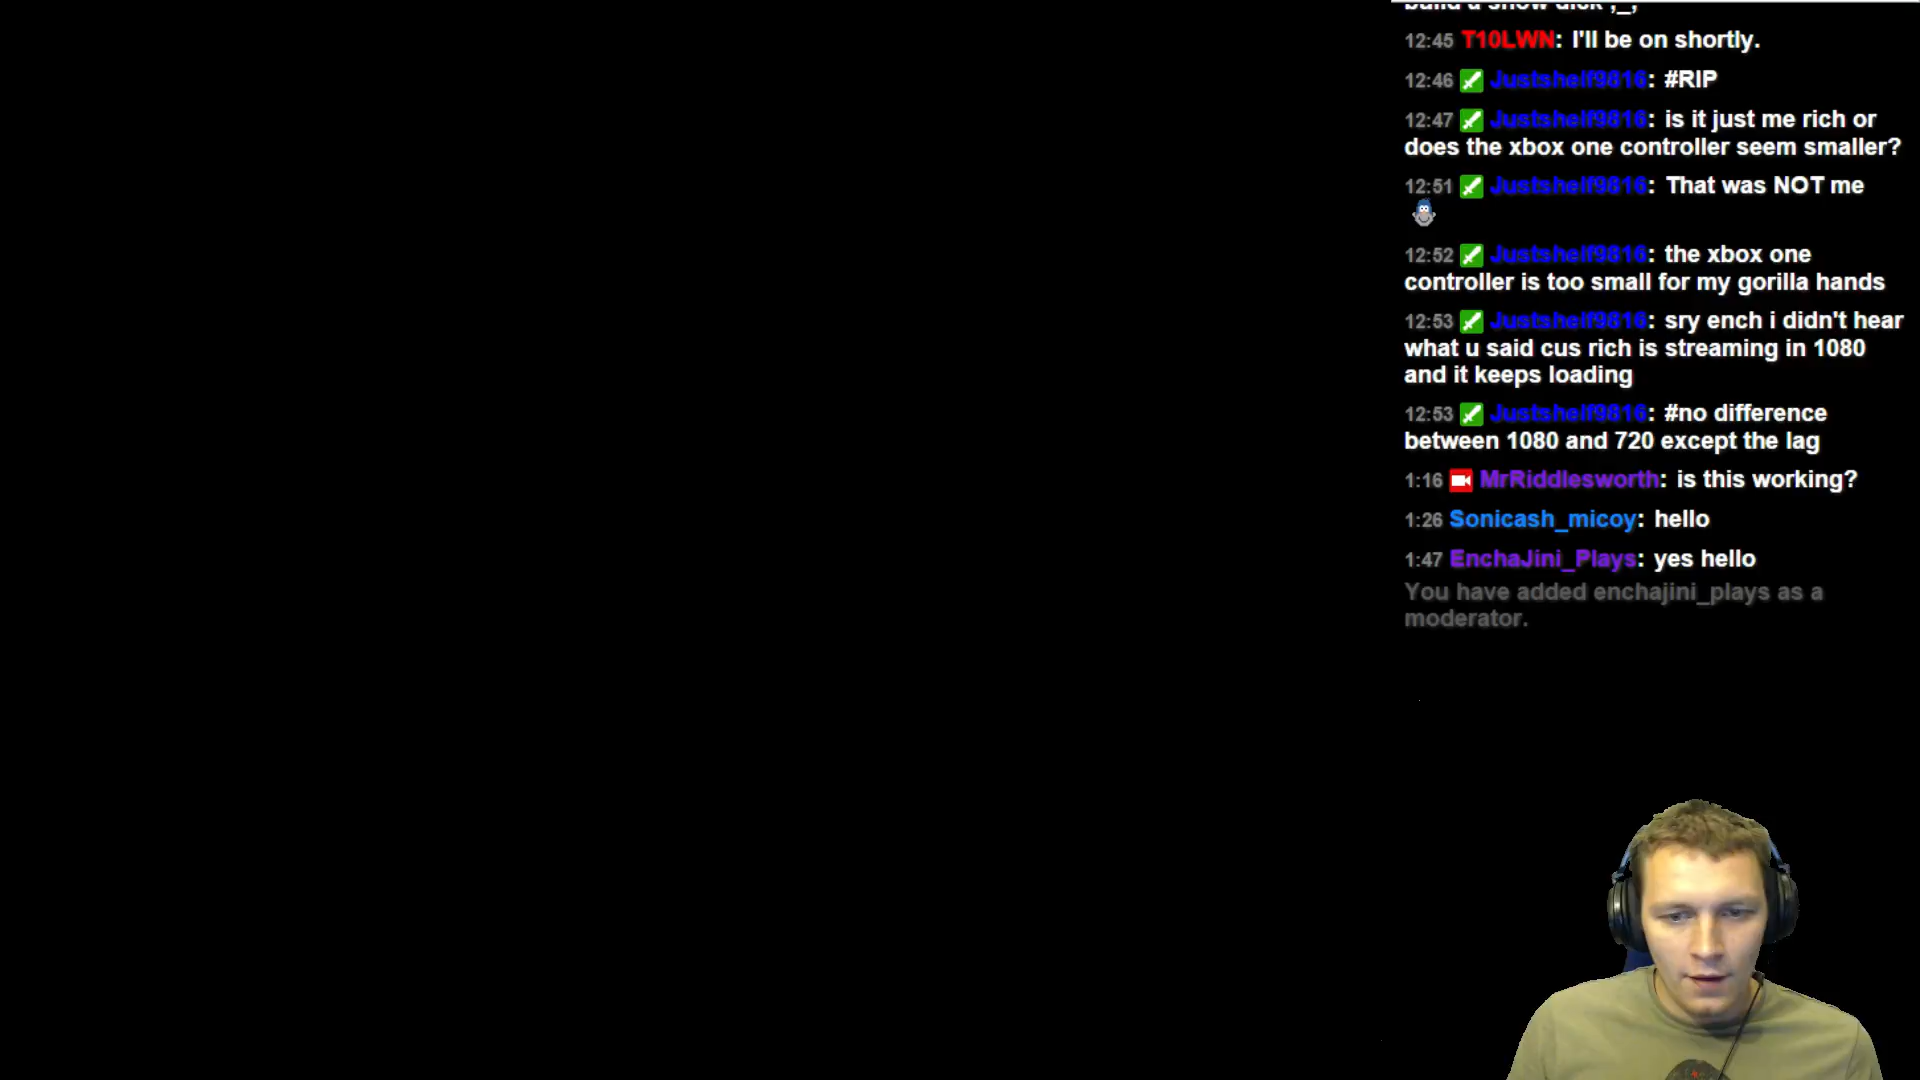 build a snow dick ;_;
12:45 T10LWN: I'll be on shortly.
12:46 Justshelf9816: #RIP
12:47 Justshelf9816: is it just me rich or
does the xbox one controller seem smaller?
12:51 Justshelf9816: That was NOT me
12:52 Justshelf9816: the xbox one
controller is too small for my gorilla hands
12:53 Justshelf9816: sry ench i didn't hear
what u said cus rich is streaming in 1080
and it keeps loading
12:53 Justshelf9816: #no difference
between 1080 and 720 except the lag
1:16 MrRiddlesworth: is this working?
1:26 Sonicash_micoy: hello
1:47 EnchaJini_Plays: yes hello
You have added enchajini_plays as a
moderator.